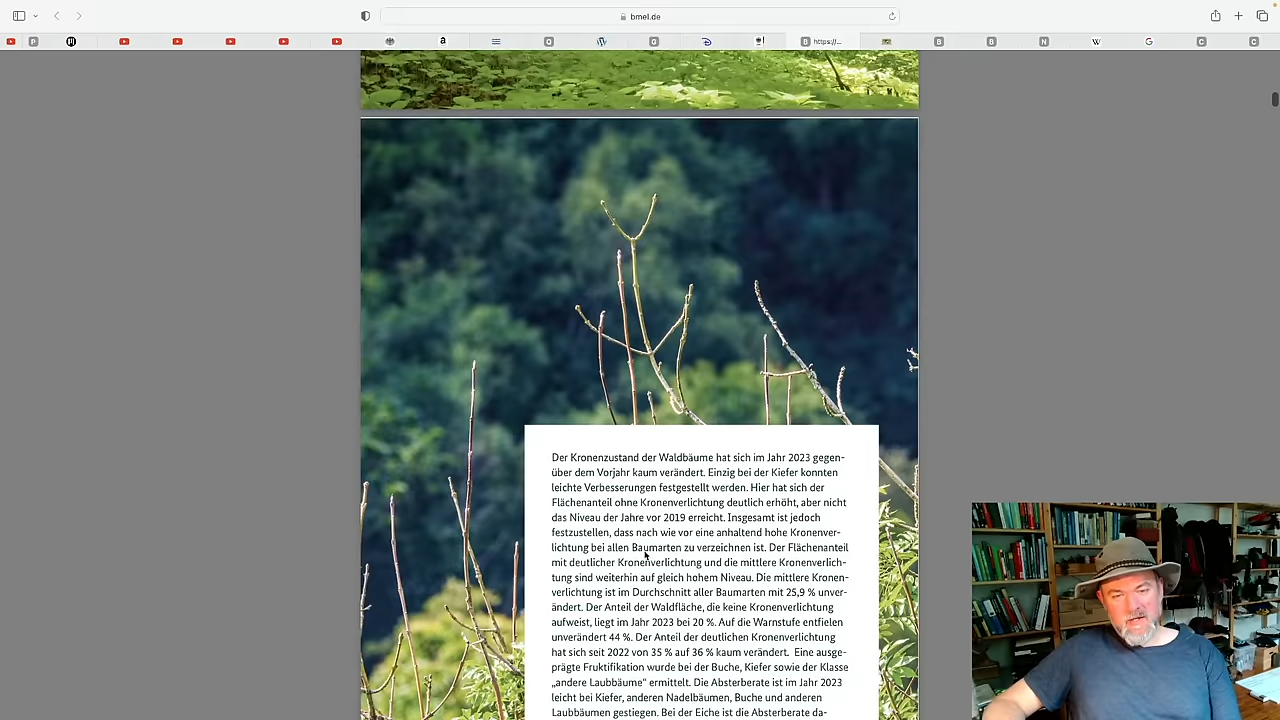 bmel.de
https://...
Der Kronenzustand der Waldbäume hat sich im Jahr 2023 gegen-
über dem Vorjahr kaum verändert. Einzig bei der Kiefer konnten
leichte Verbesserungen festgestellt werden. Hier hat sich der
Flächenanteil ohne Kronenverlichtung deutlich erhöht, aber nicht
das Niveau der Jahre vor 2019 erreicht. Insgesamt ist jedoch
festzustellen, dass nach wie vor eine anhaltend hohe Kronenver-
lichtung bei allen Baumarten zu verzeichnen ist. Der Flächenanteil
mit deutlicher Kronenverlichtung und die mittlere Kronenverlich-
tung sind weiterhin auf gleich hohem Niveau. Die mittlere Kronen-
verlichtung ist im Durchschnitt aller Baumarten mit 25,9 % unver-
ändert. Der Anteil der Waldfläche, die keine Kronenverlichtung
aufweist, liegt im Jahr 2023 bei 20 %. Auf die Warnstufe entfielen
unverändert 44 %. Der Anteil der deutlichen Kronenverlichtung
hat sich seit 2022 von 35 % auf 36 % kaum verändert. Eine ausge-
prägte Fruktifikation wurde bei der Buche, Kiefer sowie der Klasse
„andere Laubbäume“ ermittelt. Die Absterberate ist im Jahr 2023
leicht bei Kiefer, anderen Nadelbäumen, Buche und anderen
Laubbäumen gestiegen. Bei der Eiche ist die Absterberate da-